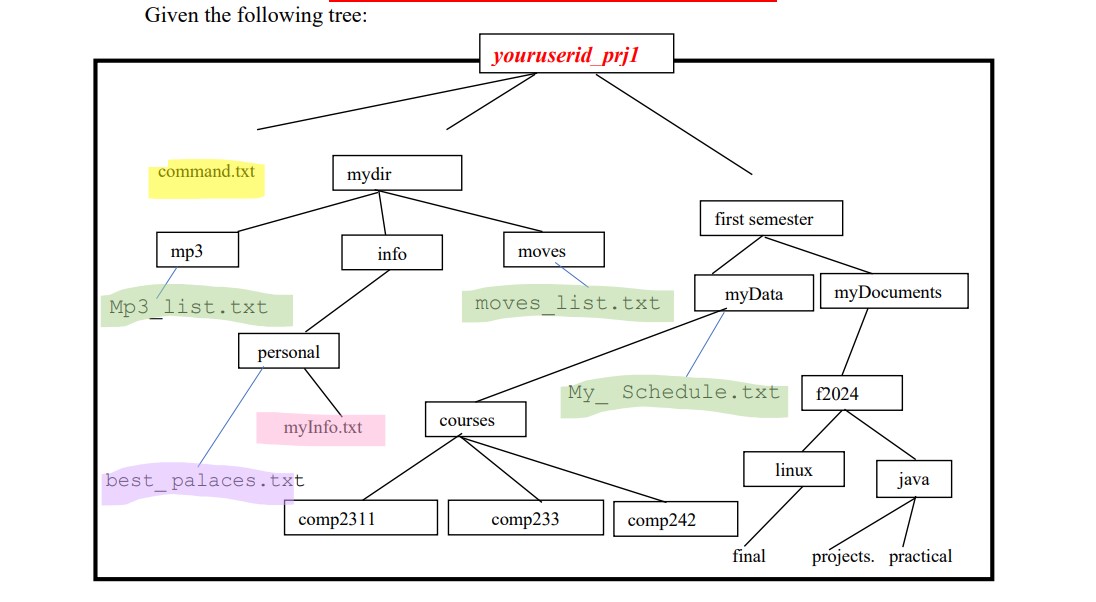 Given the following tree:
youruserid_prj1
command.txt
mydir
first semester
mp3
info
moves
myData
myDocuments
Mp3_list.txt
moves_list.txt
personal
My_ Schedule.txt
f2024
courses
myInfo.txt
linux
java
best_palaces.txt
comp2311
comp233
comp242
final
projects.
practical